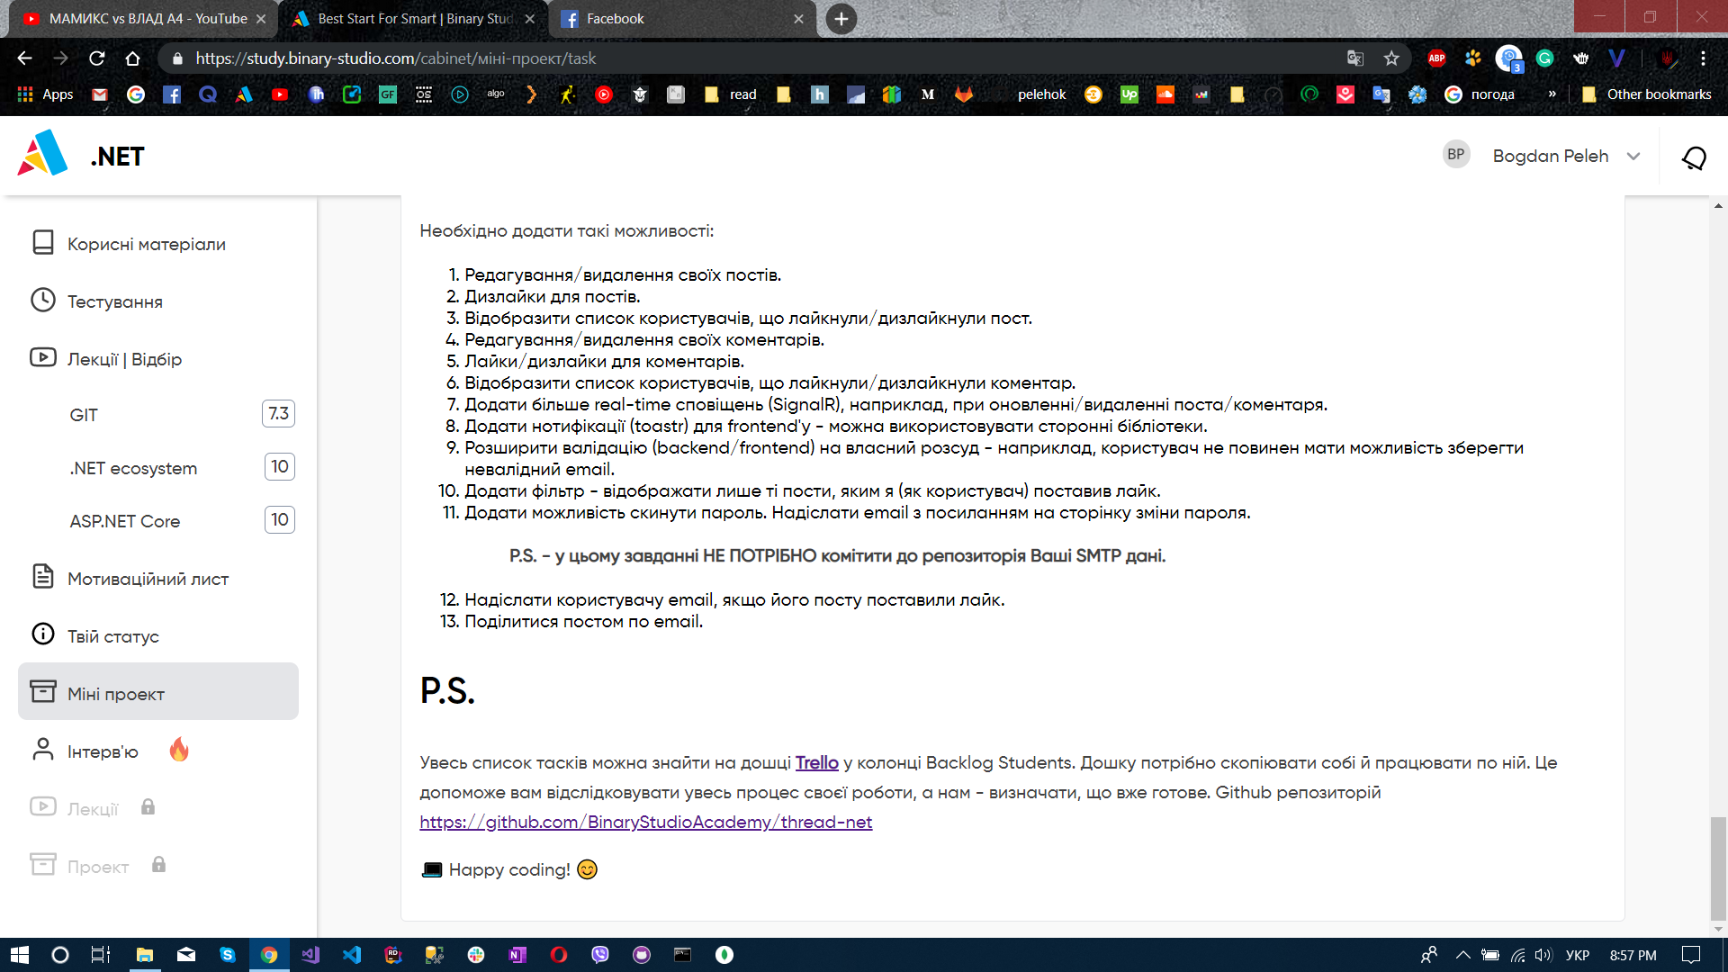 МАМИКС vs ВЛАД А4 - YouTube
Best Start For Smart | Binary Stud
Facebook
https://study.binary-studio.com/cabinet/міні-проект/task
ABP
3
Apps
GF
OS
algo
read
h
M
pelehok
Up
погода
»
Other bookmarks
.NET
BP
Bogdan Peleh
Корисні матеріали
Тестування
Лекції | Відбір
GIT
7.3
.NET ecosystem
10
ASP.NET Core
10
Мотиваційний лист
Твій статус
Міні проект
Інтерв'ю
Лекції
Проект
Необхідно додати такі можливості:
1. Редагування/видалення своїх постів.
2. Дизлайки для постів.
3. Відобразити список користувачів, що лайкнули/дизлайкнули пост.
4. Редагування/видалення своїх коментарів.
5. Лайки/дизлайки для коментарів.
6. Відобразити список користувачів, що лайкнули/дизлайкнули коментар.
7. Додати більше real-time сповіщень (SignalR), наприклад, при оновленні/видаленні поста/коментаря.
8. Додати нотифікації (toastr) для frontend'у - можна використовувати сторонні бібліотеки.
9. Розширити валідацію (backend/frontend) на власний розсуд - наприклад, користувач не повинен мати можливість зберегти
невалідний email.
10. Додати фільтр - відображати лише ті пости, яким я (як користувач) поставив лайк.
11. Додати можливість скинути пароль. Надіслати email з посиланням на сторінку зміни пароля.
P.S. - у цьому завданні НЕ ПОТРІБНО комітити до репозиторія Ваші SMTP дані.
12. Надіслати користувачу email, якщо його посту поставили лайк.
13. Поділитися постом по email.
P.S.
Увесь список тасків можна знайти на дошці Trello у колонці Backlog Students. Дошку потрібно скопіювати собі й працювати по ній. Це
допоможе вам відслідковувати увесь процес своєї роботи, а нам - визначати, що вже готове. Github репозиторій
https://github.com/BinaryStudioAcademy/thread-net
Happy coding!
УКР
8:57 PM